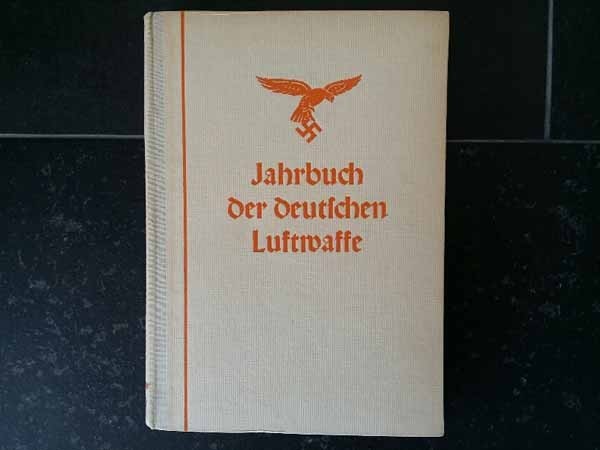 Jahrbuch
der deutſchen
Luftwaffe